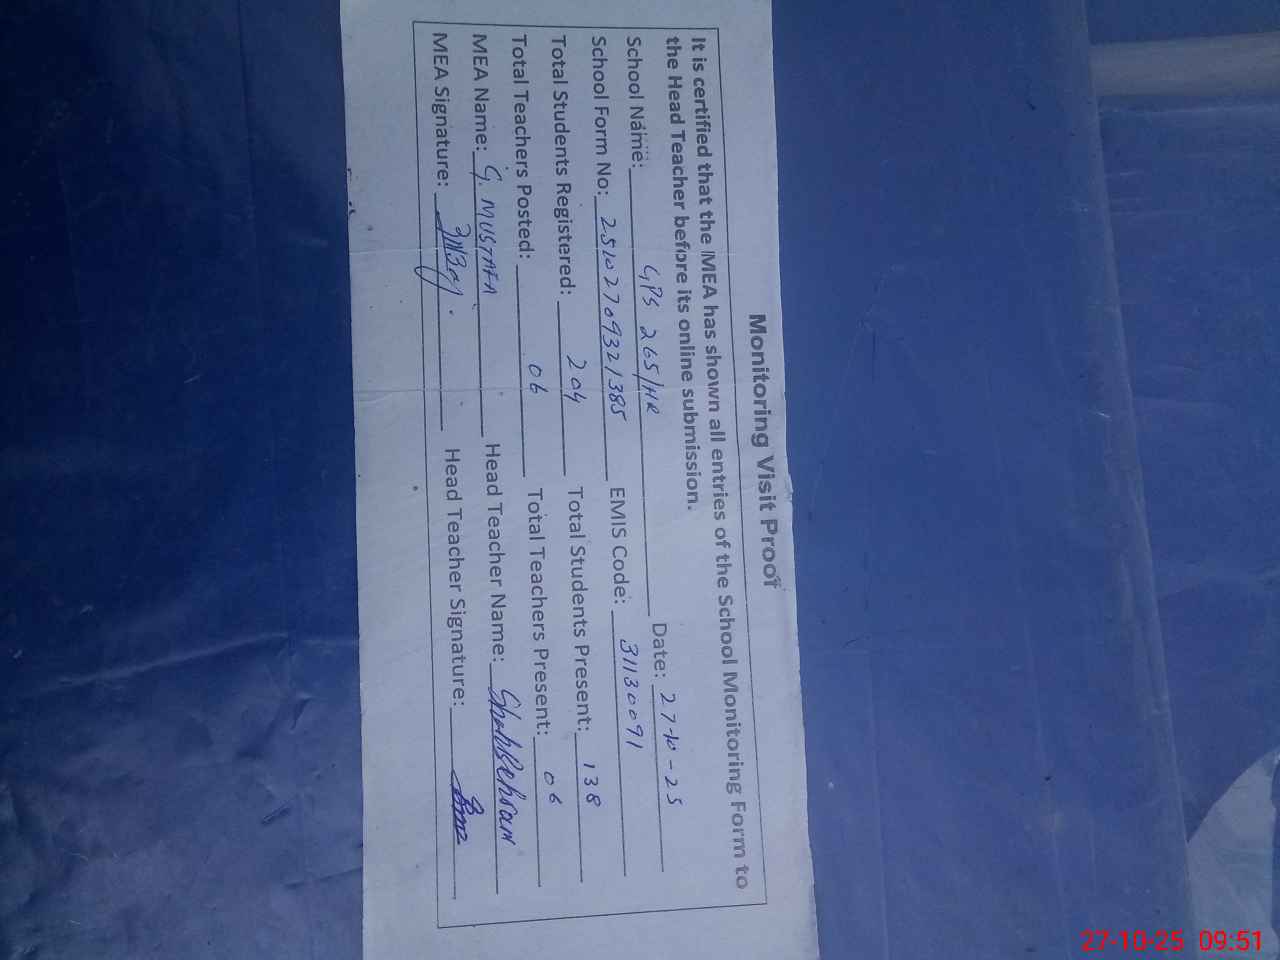 Monitoring Visit Proof
It is certified that the MEA has shown all entries of the School Monitoring Form to
the Head Teacher before its online submission.
School Name: GPS 265/HR Date: 27-10-25
School Form No: 25102709321385 EMIS Code: 31130091
Total Students Registered: 204 Total Students Present: 138
Total Teachers Posted: 06 Total Teachers Present: 06
MEA Name: G. MUSTAFA Head Teacher Name:
MEA Signature: Head Teacher Signature:
27-10-25 09:51